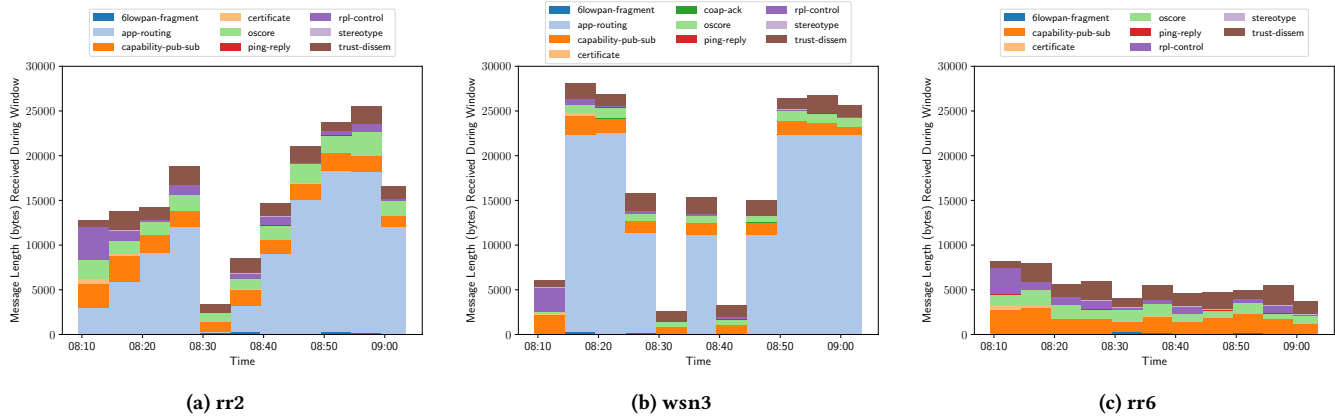 6lowpan-fragment certificate rpl-control
app-routing oscore stereotype
capability-pub-sub ping-reply trust-dissem
30000
25000
20000
15000
10000
5000
0
Message Length (bytes) Received During Window
08:10 08:20 08:30 08:40 08:50 09:00
Time
(a) rr2
6lowpan-fragment coap-ack rpl-control
app-routing oscore stereotype
capability-pub-sub ping-reply trust-dissem
certificate
30000
25000
20000
15000
10000
5000
0
Message Length (bytes) Received During Window
08:10 08:20 08:30 08:40 08:50 09:00
Time
(b) wsn3
6lowpan-fragment oscore stereotype
capability-pub-sub ping-reply trust-dissem
certificate rpl-control
30000
25000
20000
15000
10000
5000
0
Message Length (bytes) Received During Window
08:10 08:20 08:30 08:40 08:50 09:00
Time
(c) rr6